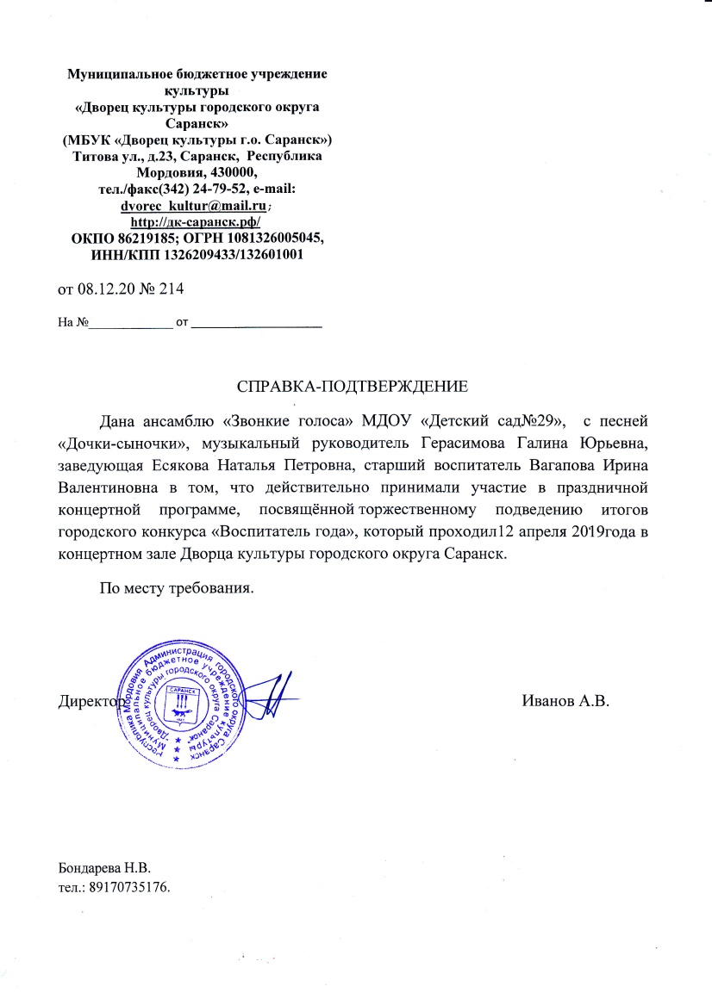 Муниципальное бюджетное учреждение
культуры
«Дворец культуры городского округа
Саранск»
(МБУК «Дворец культуры г.о. Саранск»)
Титова ул., д.23, Саранск, Республика
Мордовия, 430000,
тел./факс(342) 24-79-52, e-mail:
dvorec_kultur@mail.ru;
http://дк-саранск.рф/
ОКПО 86219185; ОГРН 1081326005045,
ИНН/КПП 1326209433/132601001
от 08.12.20 № 214
На №_____________ от ____________________
СПРАВКА-ПОДТВЕРЖДЕНИЕ
Дана ансамблю «Звонкие голоса» МДОУ «Детский сад№29», с песней
«Дочки-сыночки», музыкальный руководитель Герасимова Галина Юрьевна,
заведующая Есякова Наталья Петровна, старший воспитатель Вагапова Ирина
Валентиновна в том, что действительно принимали участие в праздничной
концертной программе, посвящённой торжественному подведению итогов
городского конкурса «Воспитатель года», который проходил12 апреля 2019года в
концертном зале Дворца культуры городского округа Саранск.
По месту требования.
Директор
Иванов А.В.
Республика Мордовия Администрация городского округа Саранск
Муниципальное бюджетное учреждение культуры
"Дворец культуры городского округа Саранск"
САРАНСК
Бондарева Н.В.
тел.: 89170735176.